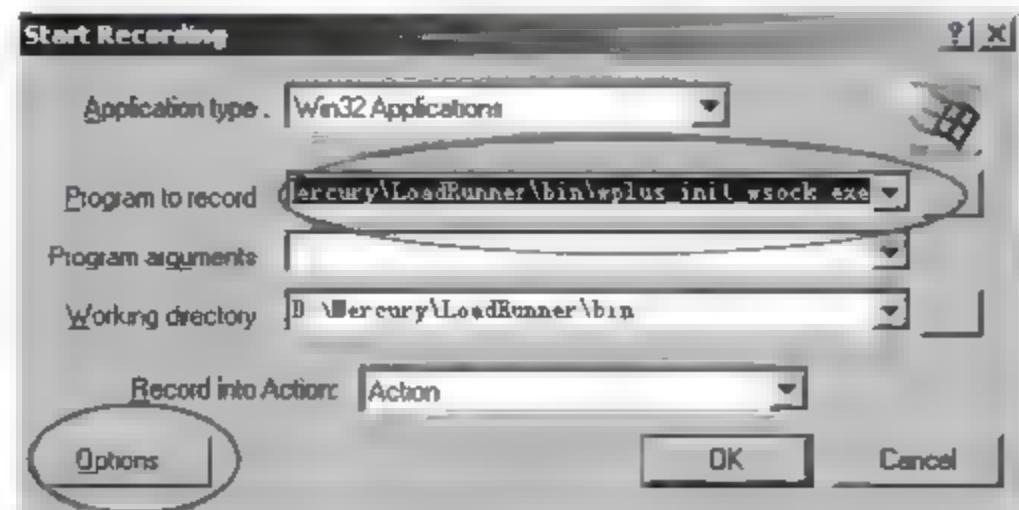 Start Recording
Application type: Win32 Applications
Program to record ercury\LoadRunner\bin\wplus_init_wsock.exe
Program arguments
Working directory D:\Mercury\LoadRunner\bin
Record into Action: Action
Options OK Cancel